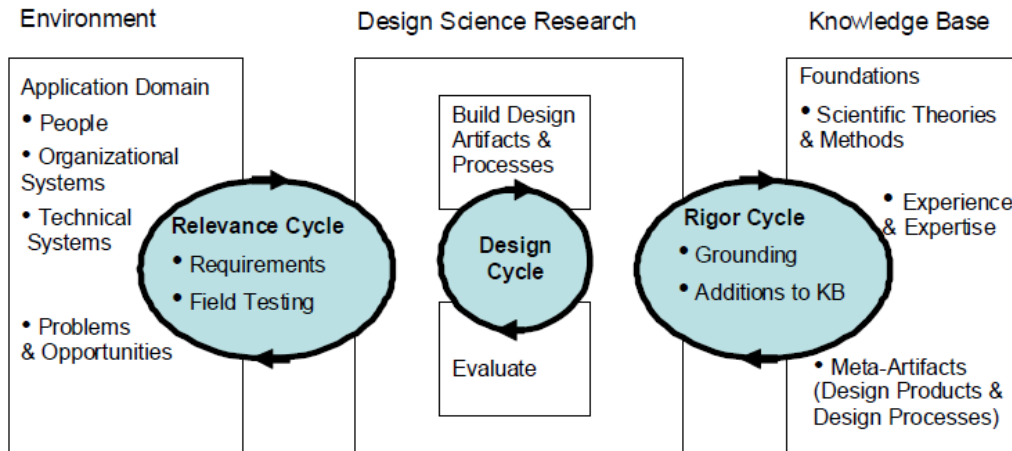 Environment
Design Science Research
Knowledge Base
Application Domain
• People
• Organizational
Systems
• Technical
Systems
• Problems
& Opportunities
Relevance Cycle
• Requirements
• Field Testing
Build Design
Artifacts &
Processes
Design
Cycle
Evaluate
Rigor Cycle
• Grounding
• Additions to KB
Foundations
• Scientific Theories
& Methods
• Experience
& Expertise
• Meta-Artifacts
(Design Products &
Design Processes)